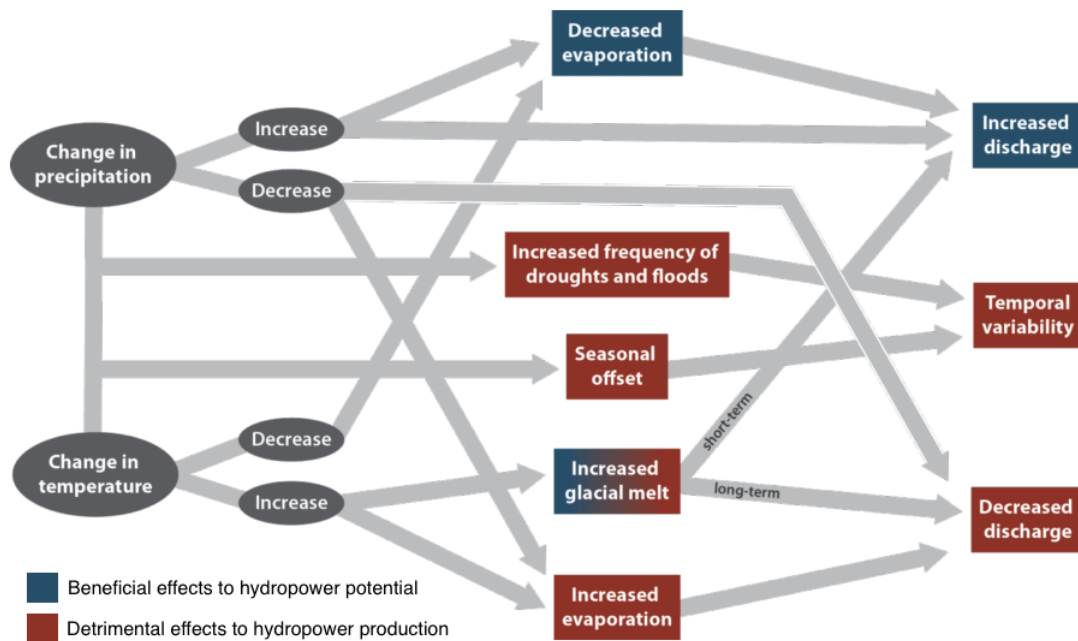 Decreased
evaporation
Increase
Increased
discharge
Change in
precipitation
Decrease
Increased frequency of
droughts and floods
Temporal
variability
Seasonal
offset
short-term
Decrease
Change in
temperature
Increased
glacial melt
long-term
Increase
Decreased
discharge
Increased
evaporation
Beneficial effects to hydropower potential
Detrimental effects to hydropower production